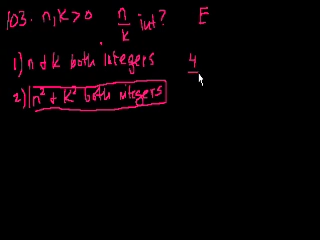 103. n,k>0 n/k int? E
1) n & k both integers 4
2) n² & k² both integers